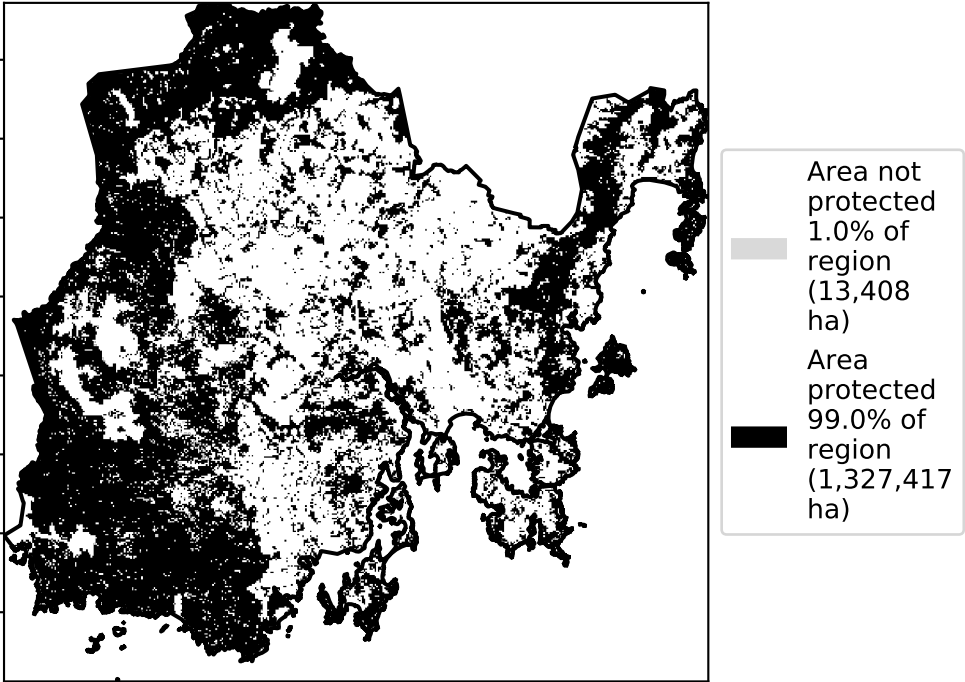 Area not
protected
1.0% of
region
(13,408
ha)
Area
protected
99.0% of
region
(1,327,417
ha)